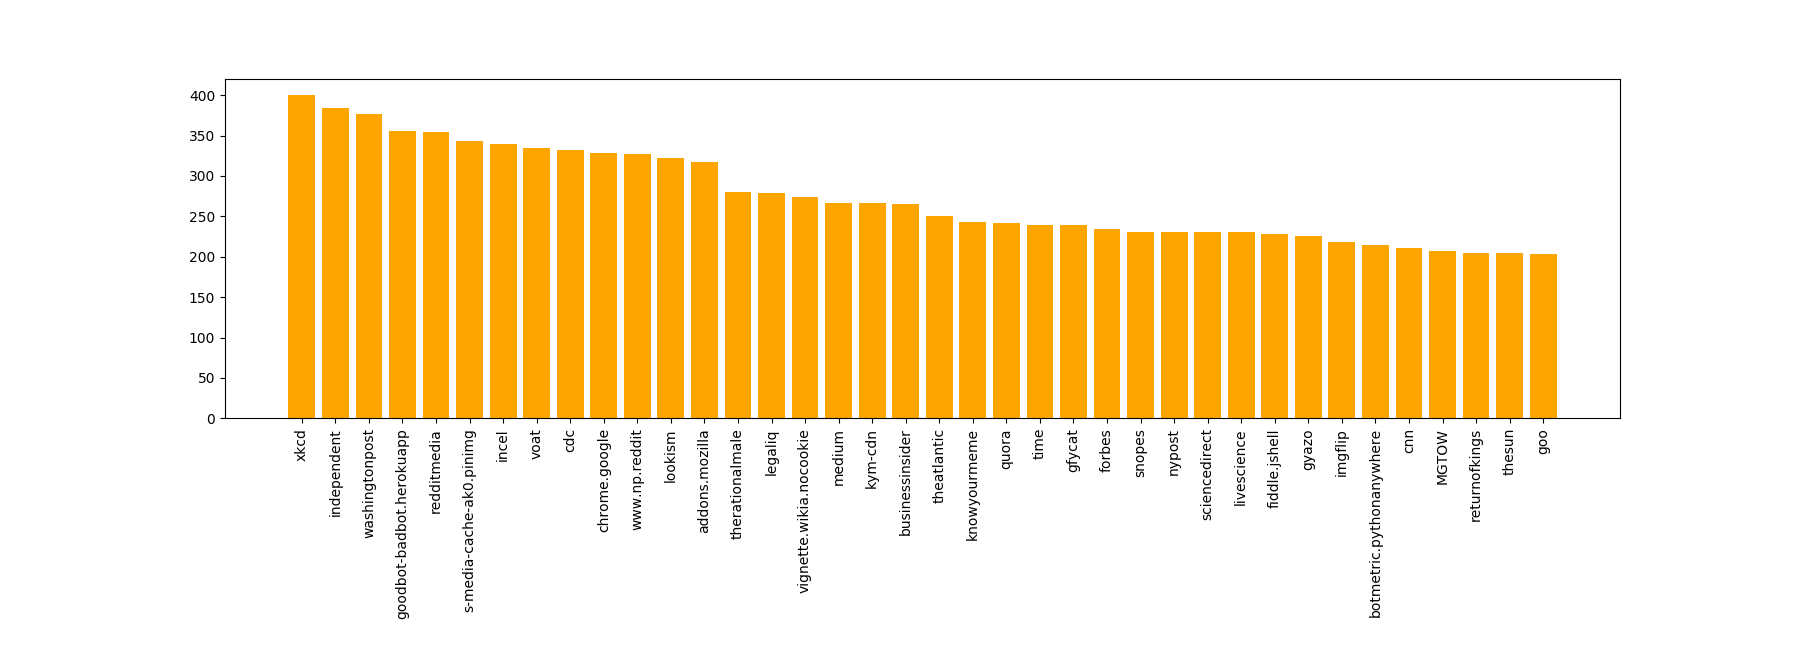 400
350
300
250
200
150
100
50
0
xkcd
independent
washingtonpost
goodbot-badbot.herokuapp
redditmedia
s-media-cache-ak0.pinimg
incel
voat
cdc
chrome.google
www.np.reddit
lookism
addons.mozilla
therationalmale
legaliq
vignette.wikia.nocookie
medium
kym-cdn
businessinsider
theatlantic
knowyourmeme
quora
time
gfycat
forbes
snopes
nypost
sciencedirect
livescience
fiddle.jshell
gyazo
imgflip
botmetric.pythonanywhere
cnn
MGTOW
returnofkings
thesun
goo